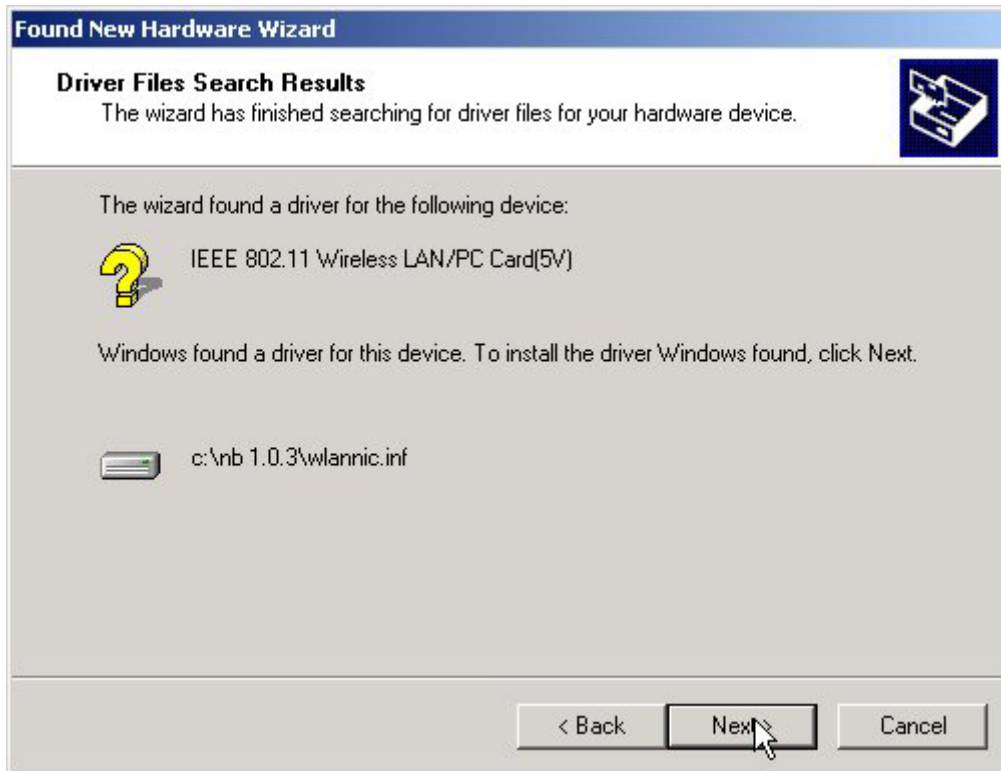 Found New Hardware Wizard
Driver Files Search Results
The wizard has finished searching for driver files for your hardware device.
The wizard found a driver for the following device:
IEEE 802.11 Wireless LAN/PC Card(5V)
Windows found a driver for this device. To install the driver Windows found, click Next.
c:\nb 1.0.3\wlannic.inf
< Back
Next >
Cancel